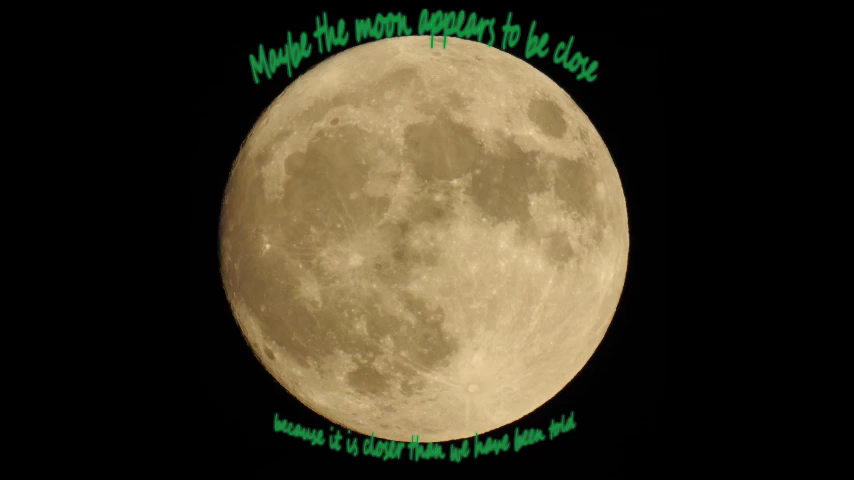 Maybe the moon appears to be close
because it is closer than we have been told